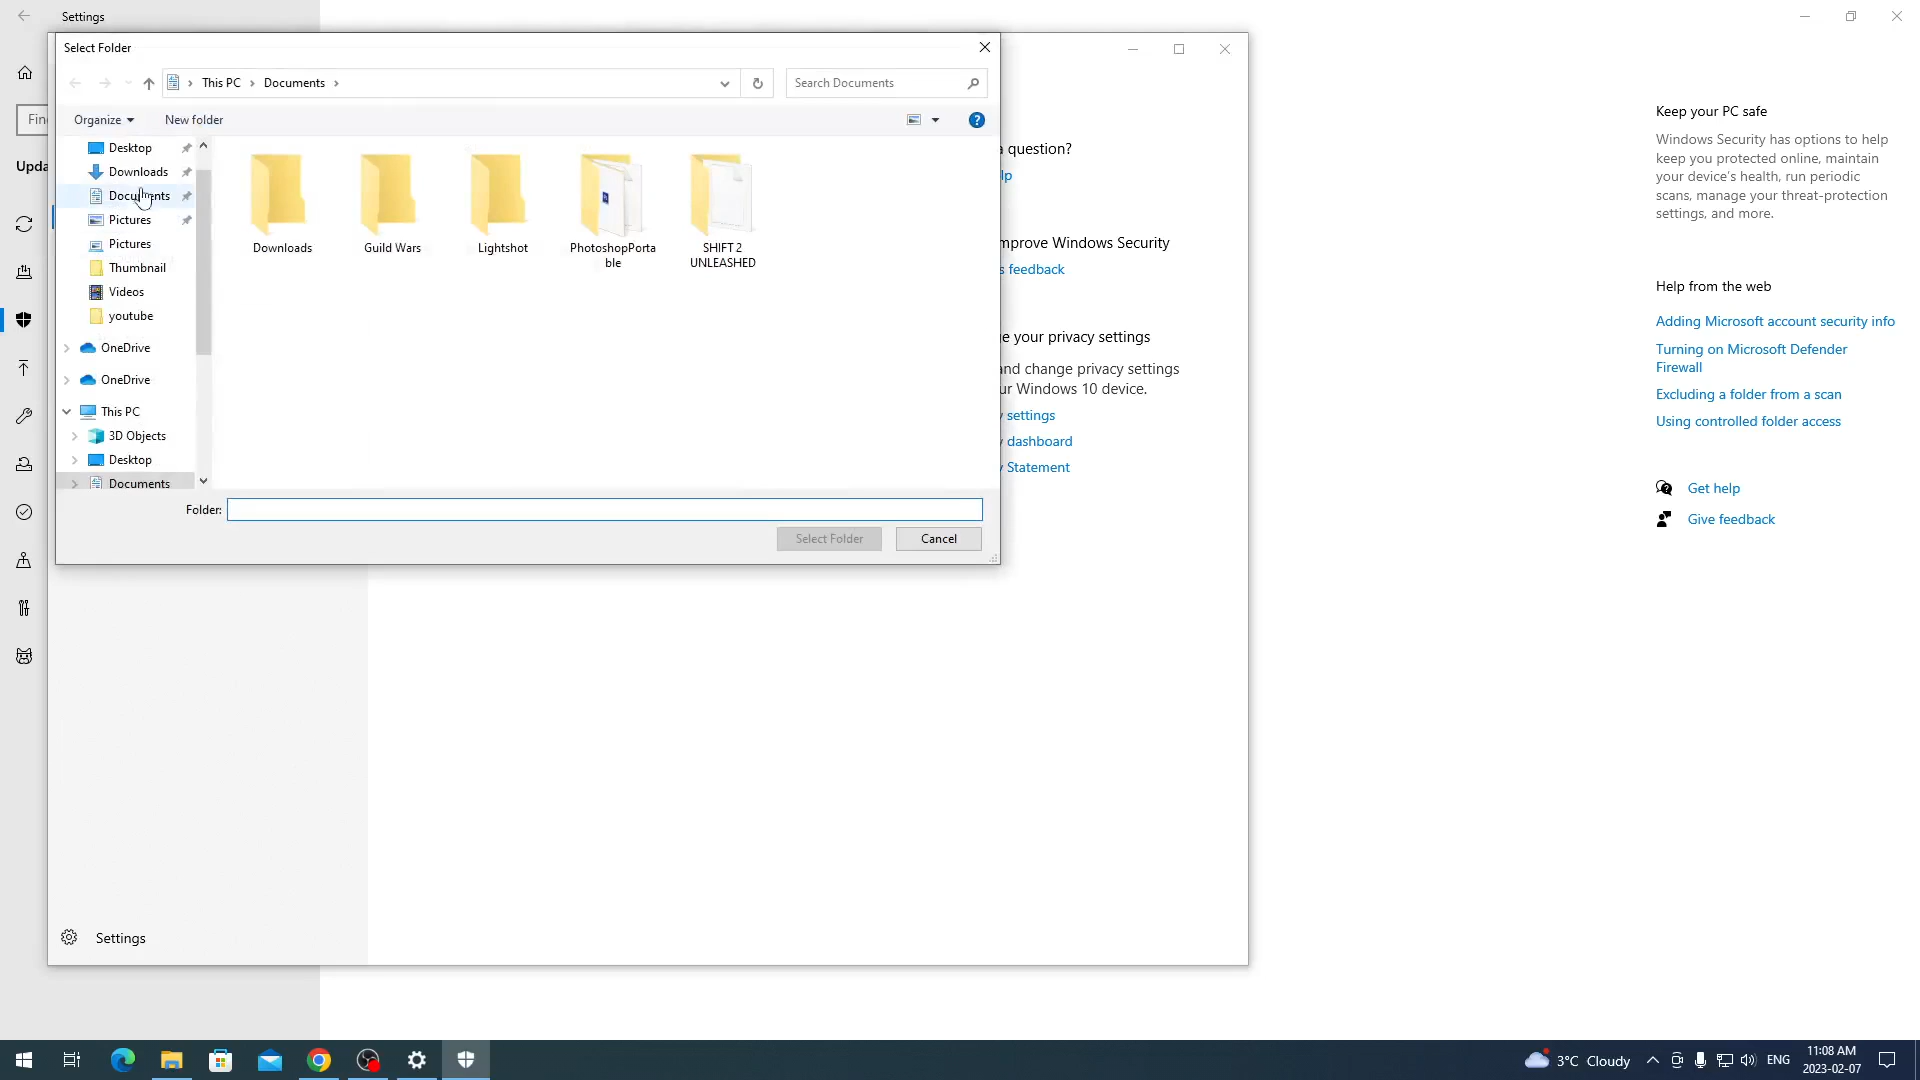 Settings
Select Folder
This PC
Documents
Search Documents
Fin
Organize
New folder
Upda
Desktop
Downloads
Documents
Pictures
Pictures
Thumbnail
Videos
youtube
OneDrive
OneDrive
This PC
3D Objects
Desktop
Documents
Downloads
Guild Wars
Lightshot
PhotoshopPorta
ble
SHIFT 2
UNLEASHED
Folder:
Select Folder
Cancel
a question?
lp
mprove Windows Security
s feedback
e your privacy settings
and change privacy settings
ur Windows 10 device.
y settings
y dashboard
y Statement
Settings
Keep your PC safe
Windows Security has options to help
keep you protected online, maintain
your device's health, run periodic
scans, manage your threat-protection
settings, and more.
Help from the web
Adding Microsoft account security info
Turning on Microsoft Defender
Firewall
Excluding a folder from a scan
Using controlled folder access
Get help
Give feedback
3°C Cloudy
ENG
11:08 AM
2023-02-07